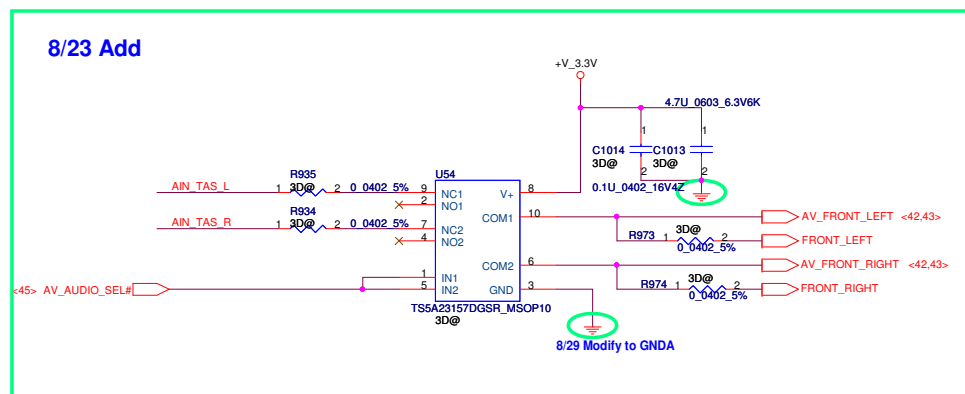 8/23 Add
+V_3.3V
4.7U_0603_6.3V6K
1
1
C1014
C1013
3D@
3D@
2
2
0.1U_0402_16V4Z
R935
U54
3D@
AIN_TAS_L
1
2
0_0402_5%
9
NC1
V+
8
2
NO1
R934
COM1
10
AV_FRONT_LEFT <42,43>
3D@
AIN_TAS_R
1
2
0_0402_5%
7
NC2
3D@
R973
1
2
FRONT_LEFT
4
NO2
0_0402_5%
COM2
6
AV_FRONT_RIGHT <42,43>
1
IN1
3D@
<45> AV_AUDIO_SEL#
5
IN2
GND
3
R974
1
2
FRONT_RIGHT
0_0402_5%
TS5A23157DGSR_MSOP10
3D@
8/29 Modify to GNDA